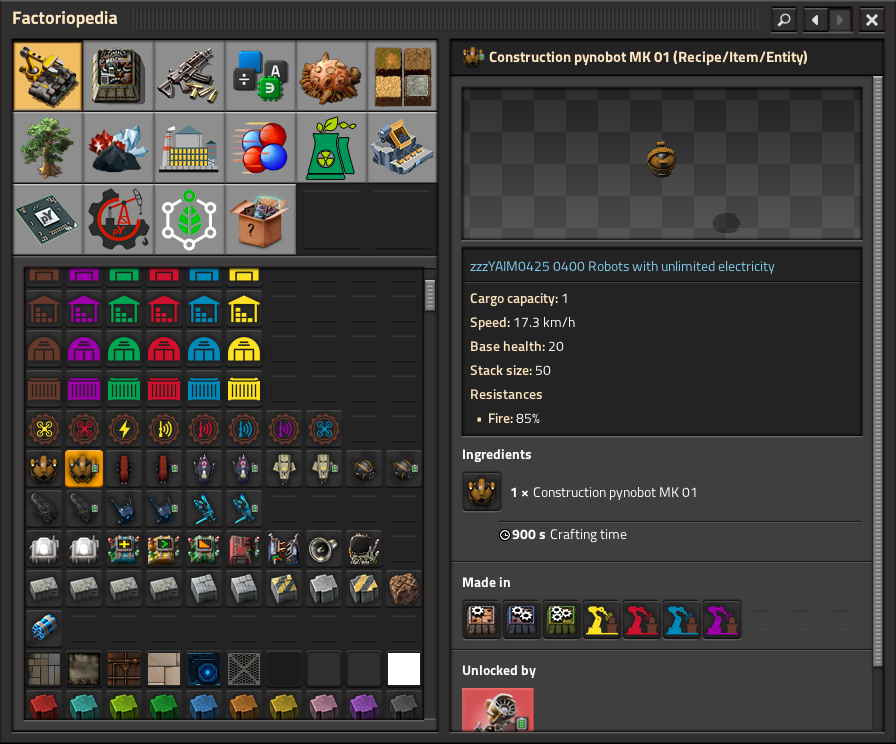 Factoriopedia
Construction pynobot MK 01 (Recipe/Item/Entity)
zzzYAIM0425 0400 Robots with unlimited electricity
Cargo capacity: 1
Speed: 17.3 km/h
Base health: 20
Stack size: 50
Resistances
▪ Fire: 85%
Ingredients
1 × Construction pynobot MK 01
900 s Crafting time
Made in
Unlocked by